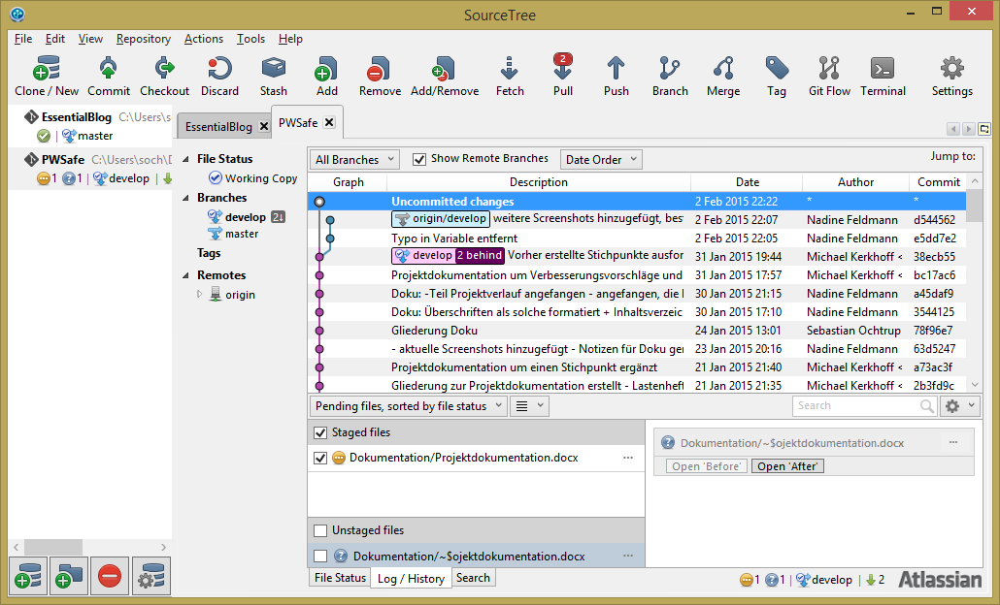 SourceTree
File Edit View Repository Actions Tools Help
2
Clone / New Commit Checkout Discard Stash Add Remove Add/Remove Fetch Pull Push Branch Merge Tag Git Flow Terminal Settings
EssentialBlog C:\Users\s
master
PWSafe C:\Users\soch\D
1 1 develop
EssentialBlog PWSafe
File Status
Working Copy
Branches
develop 2
master
Tags
Remotes
origin
All Branches Show Remote Branches Date Order Jump to:
Graph Description Date Author Commit
Uncommitted changes 2 Feb 2015 22:22 * *
origin/develop weitere Screenshots hinzugefügt, bes 2 Feb 2015 22:07 Nadine Feldmann d544562
Typo in Variable entfernt 2 Feb 2015 22:05 Nadine Feldmann e5dd7e2
develop 2 behind Vorher erstellte Stichpunkte ausfor 31 Jan 2015 19:44 Michael Kerkhoff < 38ecb55
Projektdokumentation um Verbesserungsvorschläge und 31 Jan 2015 17:57 Michael Kerkhoff < bc17ac6
Doku: -Teil Projektverlauf angefangen - angefangen, die 30 Jan 2015 21:15 Nadine Feldmann a45daf9
Doku: Überschriften als solche formatiert + Inhaltsverzeic 30 Jan 2015 17:10 Nadine Feldmann 3544125
Gliederung Doku 24 Jan 2015 13:01 Sebastian Ochtrup 78f96e7
- aktuelle Screenshots hinzugefügt - Notizen für Doku ger 23 Jan 2015 20:16 Nadine Feldmann 63d5247
Projektdokumentation um einen Stichpunkt ergänzt 21 Jan 2015 21:40 Michael Kerkhoff < a73ac3f
Gliederung zur Projektdokumentation erstellt - Lastenheft 21 Jan 2015 21:35 Michael Kerkhoff < 2b3fd9c
Pending files, sorted by file status Search
Staged files
Dokumentation/Projektdokumentation.docx ...
Unstaged files
Dokumentation/~$ojektdokumentation.docx ...
Dokumentation/~$ojektdokumentation.docx ...
Open 'Before' Open 'After'
File Status Log / History Search
1 1 develop 2 Atlassian